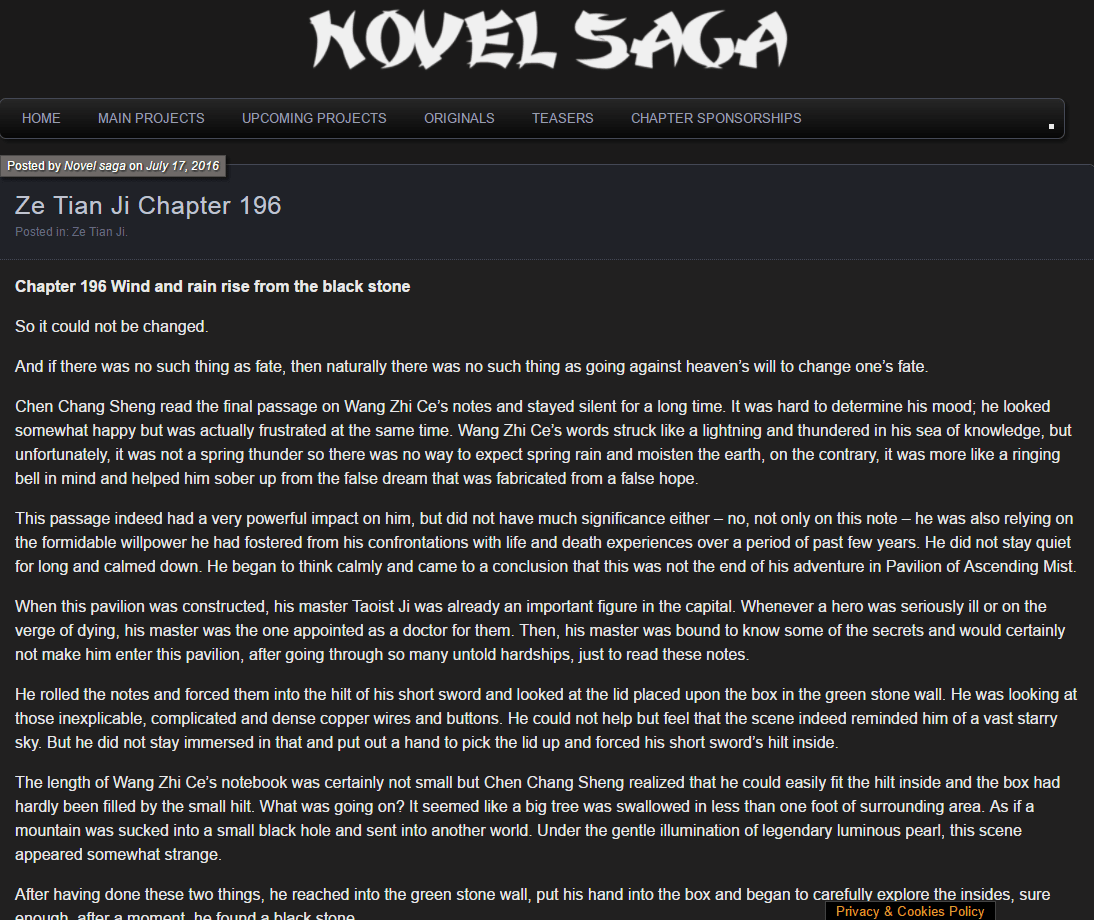 NOVEL SAGA
HOME MAIN PROJECTS UPCOMING PROJECTS ORIGINALS TEASERS CHAPTER SPONSORSHIPS
Posted by Novel saga on July 17, 2016
Ze Tian Ji Chapter 196
Posted in: Ze Tian Ji.
Chapter 196 Wind and rain rise from the black stone
So it could not be changed.
And if there was no such thing as fate, then naturally there was no such thing as going against heaven’s will to change one’s fate.
Chen Chang Sheng read the final passage on Wang Zhi Ce’s notes and stayed silent for a long time. It was hard to determine his mood; he looked
somewhat happy but was actually frustrated at the same time. Wang Zhi Ce’s words struck like a lightning and thundered in his sea of knowledge, but
unfortunately, it was not a spring thunder so there was no way to expect spring rain and moisten the earth, on the contrary, it was more like a ringing
bell in mind and helped him sober up from the false dream that was fabricated from a false hope.
This passage indeed had a very powerful impact on him, but did not have much significance either – no, not only on this note – he was also relying on
the formidable willpower he had fostered from his confrontations with life and death experiences over a period of past few years. He did not stay quiet
for long and calmed down. He began to think calmly and came to a conclusion that this was not the end of his adventure in Pavilion of Ascending Mist.
When this pavilion was constructed, his master Taoist Ji was already an important figure in the capital. Whenever a hero was seriously ill or on the
verge of dying, his master was the one appointed as a doctor for them. Then, his master was bound to know some of the secrets and would certainly
not make him enter this pavilion, after going through so many untold hardships, just to read these notes.
He rolled the notes and forced them into the hilt of his short sword and looked at the lid placed upon the box in the green stone wall. He was looking at
those inexplicable, complicated and dense copper wires and buttons. He could not help but feel that the scene indeed reminded him of a vast starry
sky. But he did not stay immersed in that and put out a hand to pick the lid up and forced his short sword’s hilt inside.
The length of Wang Zhi Ce’s notebook was certainly not small but Chen Chang Sheng realized that he could easily fit the hilt inside and the box had
hardly been filled by the small hilt. What was going on? It seemed like a big tree was swallowed in less than one foot of surrounding area. As if a
mountain was sucked into a small black hole and sent into another world. Under the gentle illumination of legendary luminous pearl, this scene
appeared somewhat strange.
After having done these two things, he reached into the green stone wall, put his hand into the box and began to carefully explore the insides, sure
enough, after a moment, he found a black stone.
Privacy & Cookies Policy